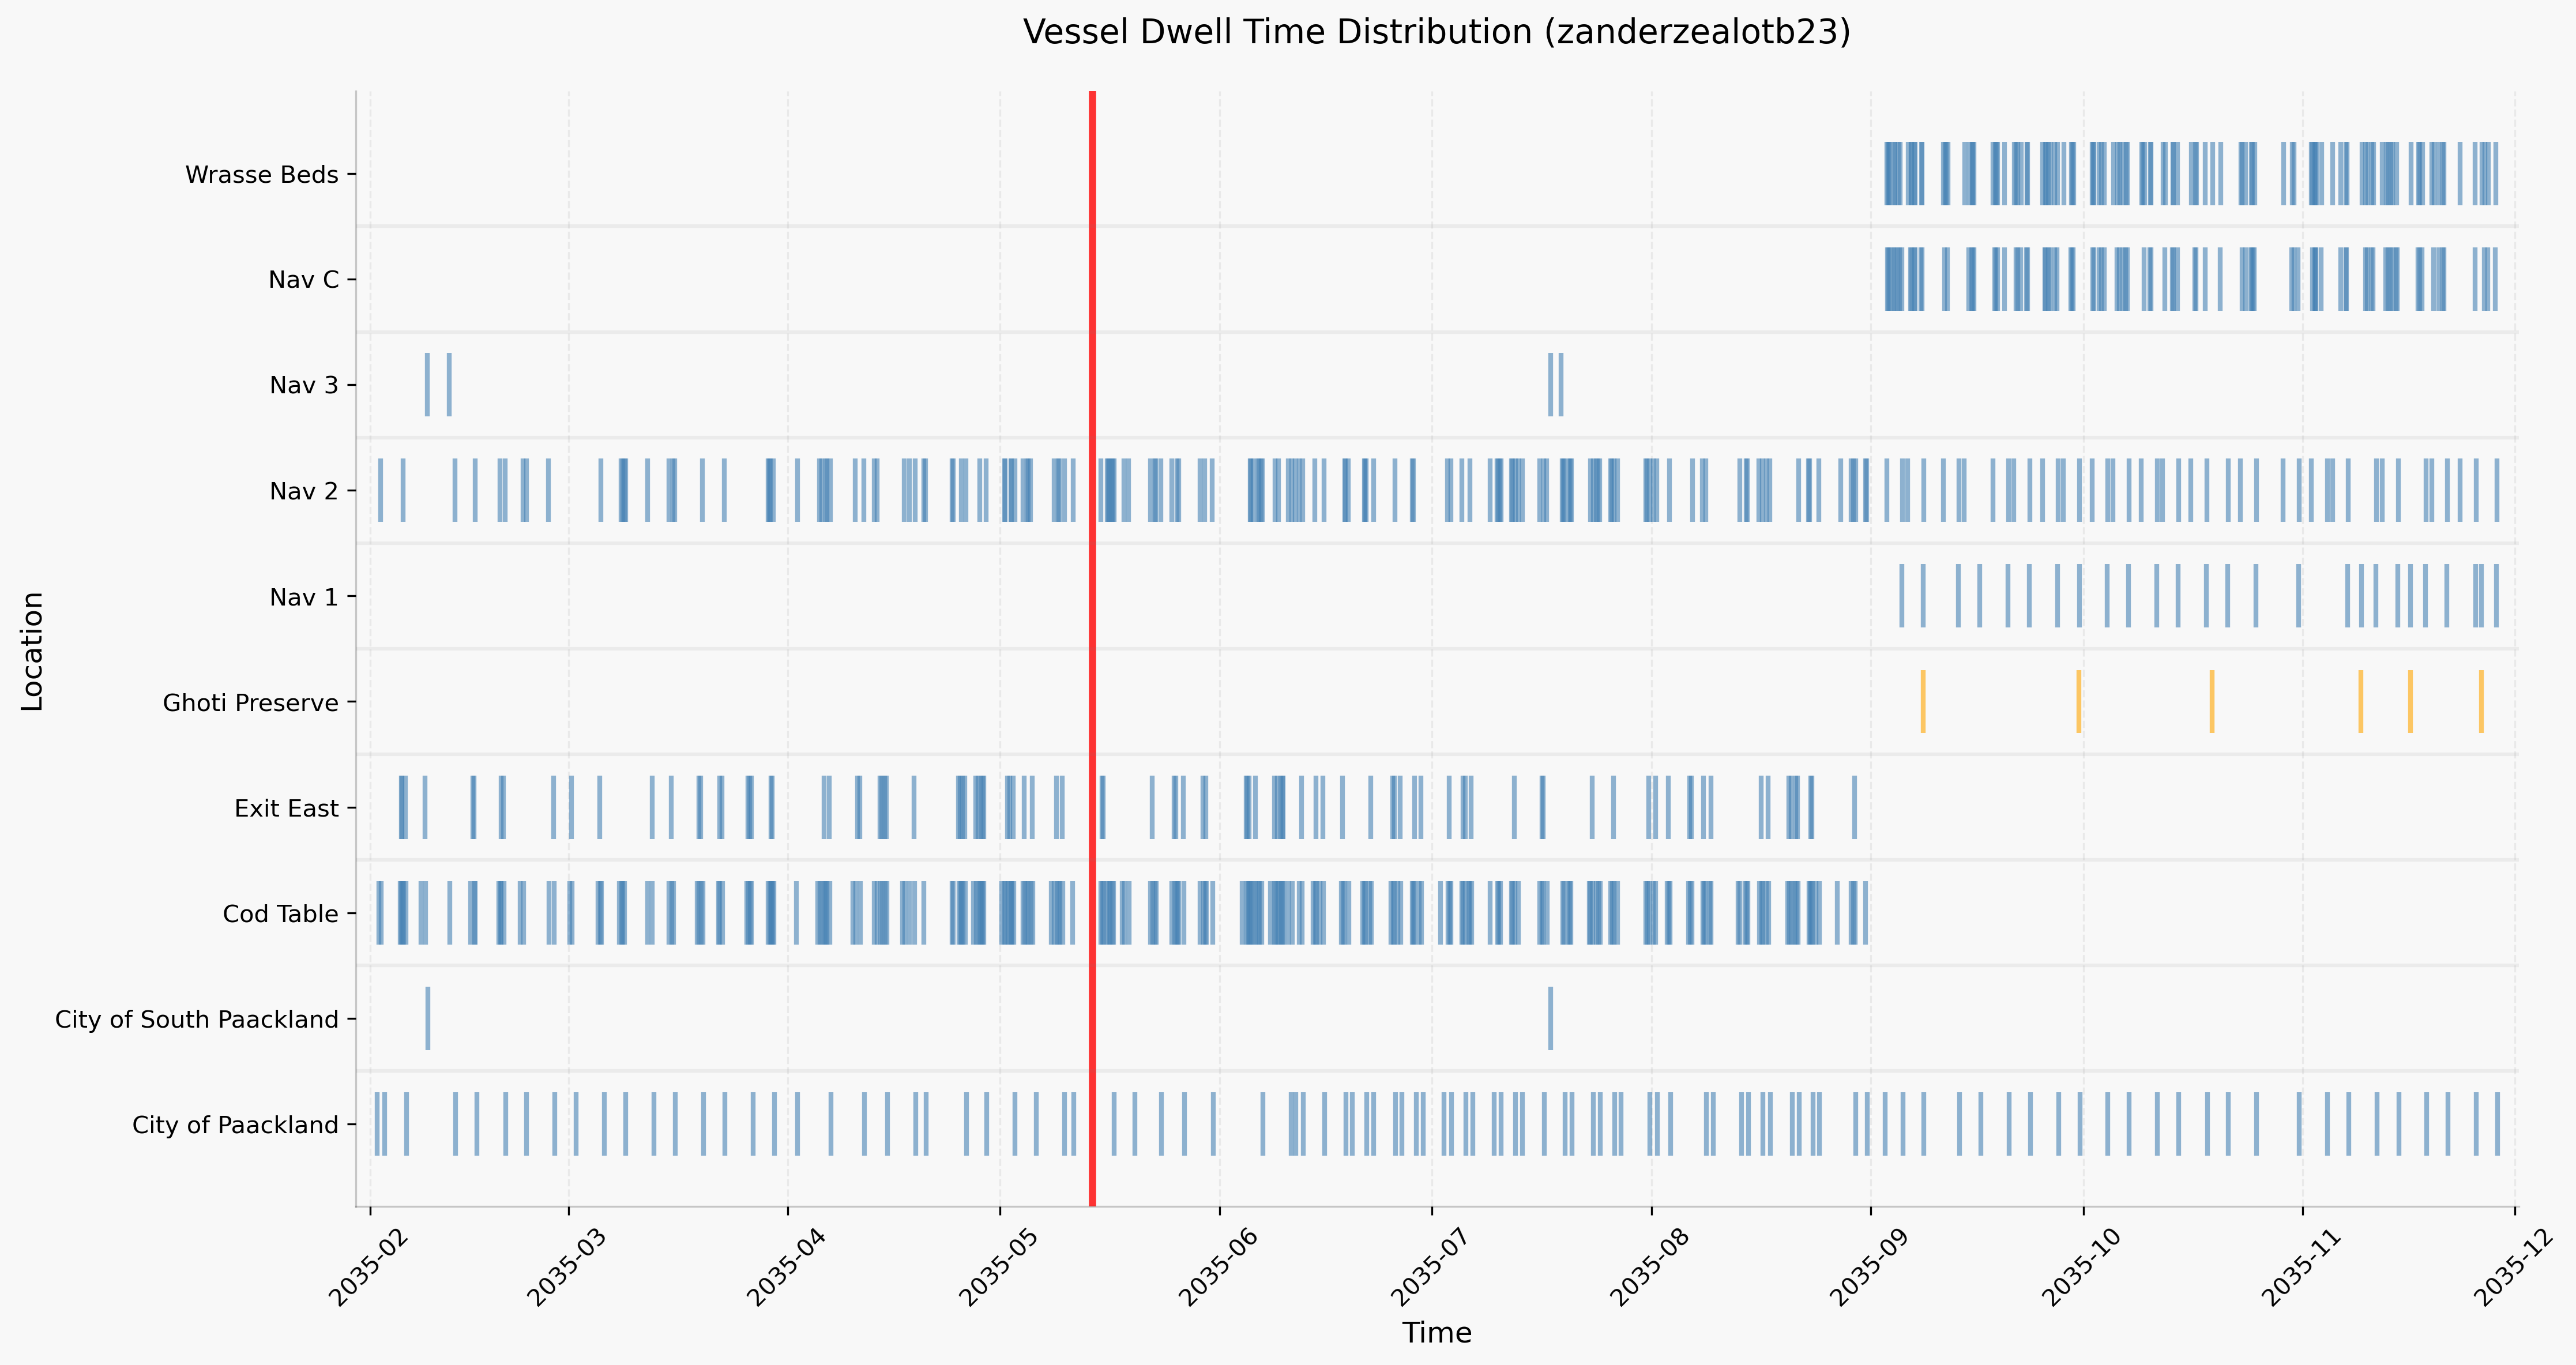 Vessel Dwell Time Distribution (zanderzealotb23)
Location
Wrasse Beds
Nav C
Nav 3
Nav 2
Nav 1
Ghoti Preserve
Exit East
Cod Table
City of South Paackland
City of Paackland
2035-02
2035-03
2035-04
2035-05
2035-06
2035-07
2035-08
2035-09
2035-10
2035-11
2035-12
Time